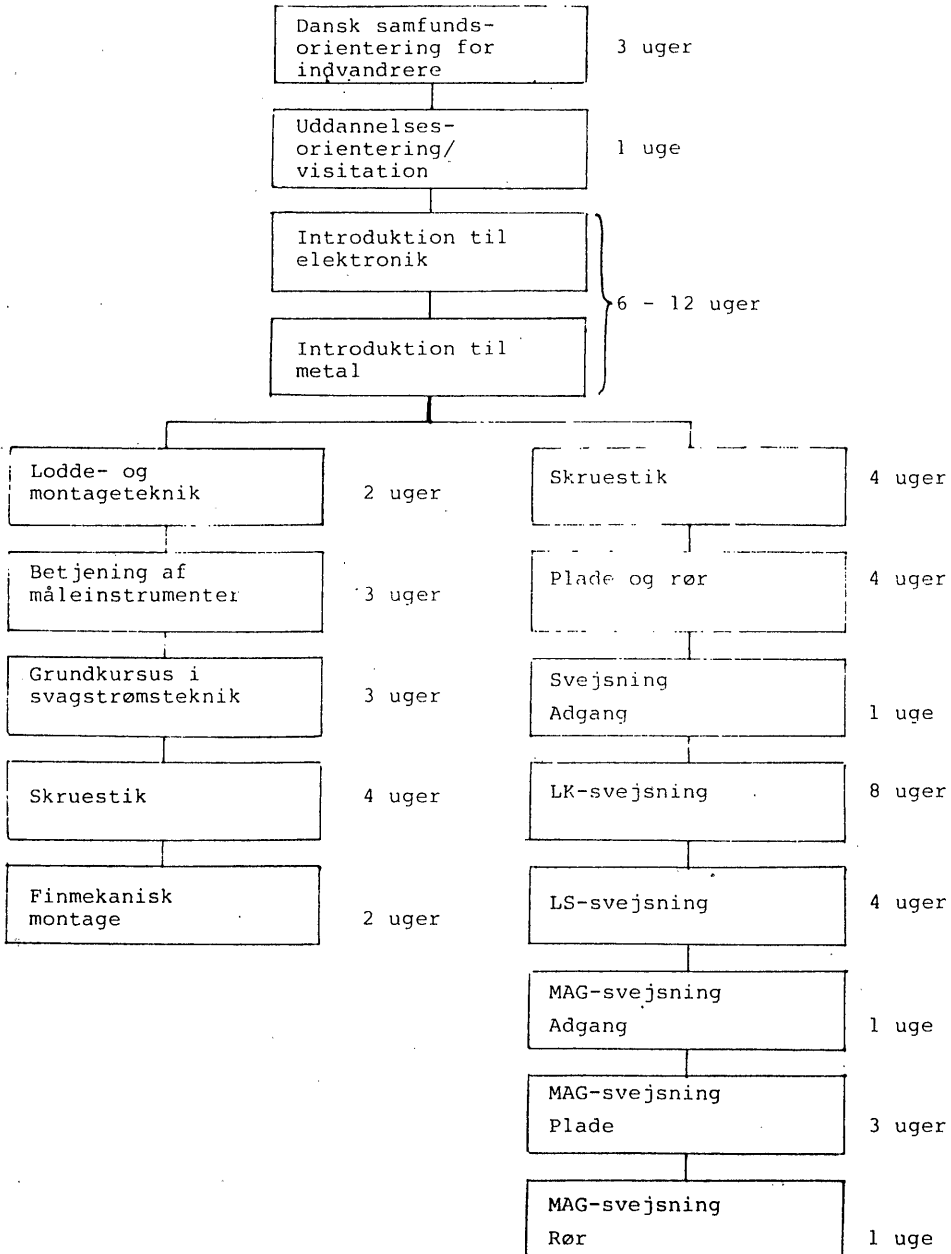 Dansk samfunds-
orientering for
indvandrere
3 uger
Uddannelses-
orientering/
visitation
1 uge
Introduktion til
elektronik
6 - 12 uger
Introduktion til
metal
Lodde- og
montageteknik
2 uger
Betjening af
måleinstrumenter
3 uger
Grundkursus i
svagstrømsteknik
3 uger
Skruestik
4 uger
Finmekanisk
montage
2 uger
Skruestik
4 uger
Plade og rør
4 uger
Svejsning
Adgang
1 uge
LK-svejsning
8 uger
LS-svejsning
4 uger
MAG-svejsning
Adgang
1 uge
MAG-svejsning
Plade
3 uger
MAG-svejsning
Rør
1 uge